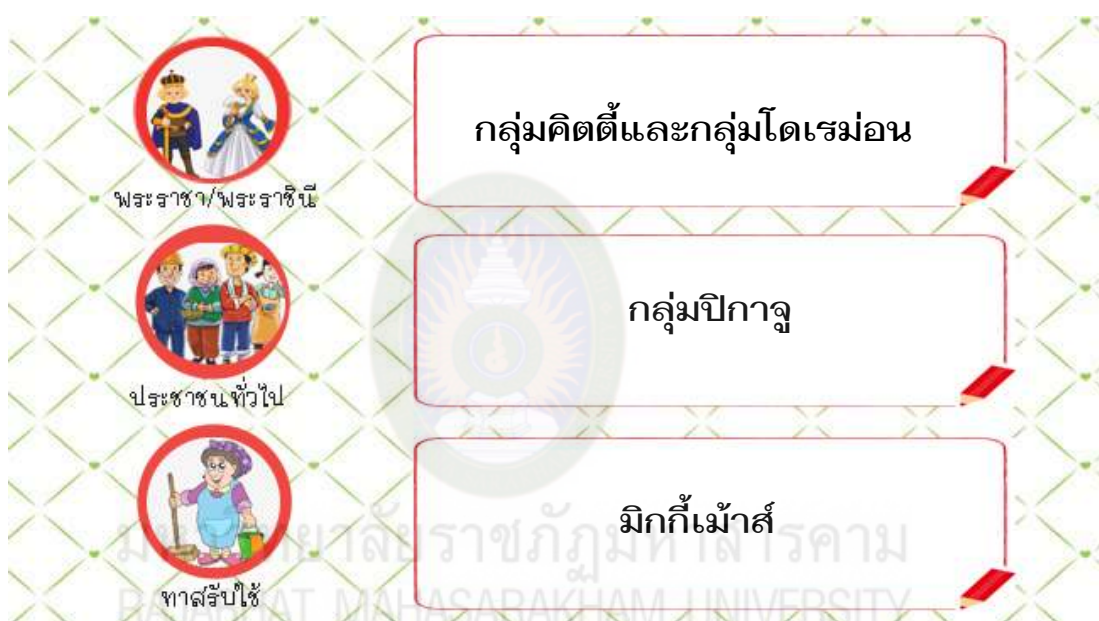 กลุ่มคิตตี้และกลุ่มโดเรม่อน
พระราชา/พระราชินี
กลุ่มปิกาจู
ประชาชนทั่วไป
มิกกี้เม้าส์
มหาวิทยาลัยราชภัฏมหาสารคาม
ทาสรับใช้
RAJABHAT MAHASARAKHAM UNIVERSITY